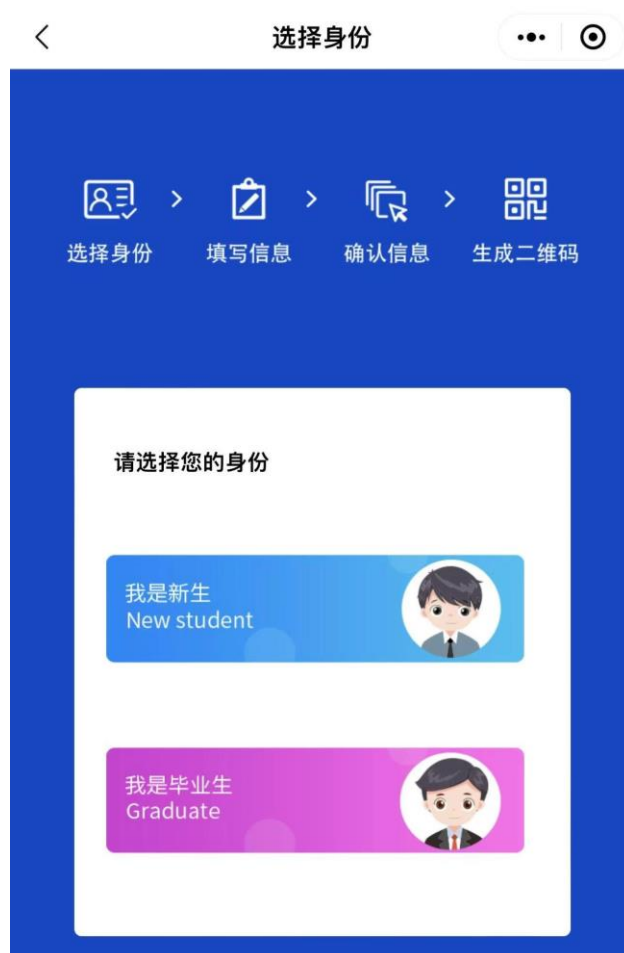 选择身份
选择身份 填写信息 确认信息 生成二维码
请选择您的身份
我是新生
New student
我是毕业生
Graduate